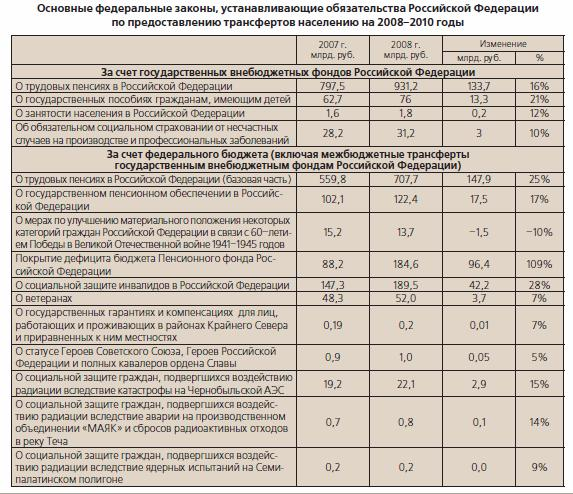 Основные федеральные законы, устанавливающие обязательства Российской Федерации
по предоставлению трансфертов населению на 2008–2010 годы
2007 г. млрд. руб. 2008 г. млрд. руб. Изменение
млрд. руб. %
За счет государственных внебюджетных фондов Российской Федерации
О трудовых пенсиях в Российской Федерации 797,5 931,2 133,7 16%
О государственных пособиях гражданам, имеющим детей 62,7 76 13,3 21%
О занятости населения в Российской Федерации 1,6 1,8 0,2 12%
Об обязательном социальном страховании от несчастных
случаев на производстве и профессиональных заболеваний 28,2 31,2 3 10%
За счет федерального бюджета (включая межбюджетные трансферты
государственным внебюджетным фондам Российской Федерации)
О трудовых пенсиях в Российской Федерации (базовая часть) 559,8 707,7 147,9 25%
О государственном пенсионном обеспечении в Российс-
кой Федерации 102,1 122,4 17,5 17%
О мерах по улучшению материального положения некоторых
категорий граждан Российской Федерации в связи с 60–лети-
ем Победы в Великой Отечественной войне 1941–1945 годов 15,2 13,7 –1,5 –10%
Покрытие дефицита бюджета Пенсионного фонда Рос-
сийской Федерации 88,2 184,6 96,4 109%
О социальной защите инвалидов в Российской Федерации 147,3 189,5 42,2 28%
О ветеранах 48,3 52,0 3,7 7%
О государственных гарантиях и компенсациях для лиц,
работающих и проживающих в районах Крайнего Севера
и приравненных к ним местностях 0,19 0,2 0,01 7%
О статусе Героев Советского Союза, Героев Российской
Федерации и полных кавалеров ордена Славы 0,9 1,0 0,05 5%
О социальной защите граждан, подвергшихся воздействию
радиации вследствие катастрофы на Чернобыльской АЭС 19,2 22,1 2,9 15%
О социальной защите граждан, подвергшихся воздейс-
твию радиации вследствие аварии на производственном
объединении «МАЯК» и сбросов радиоактивных отходов
в реку Теча 0,7 0,8 0,1 14%
О социальной защите граждан, подвергшихся воздейс-
твию радиации вследствие ядерных испытаний на Семи-
палатинском полигоне 0,2 0,2 0,0 9%